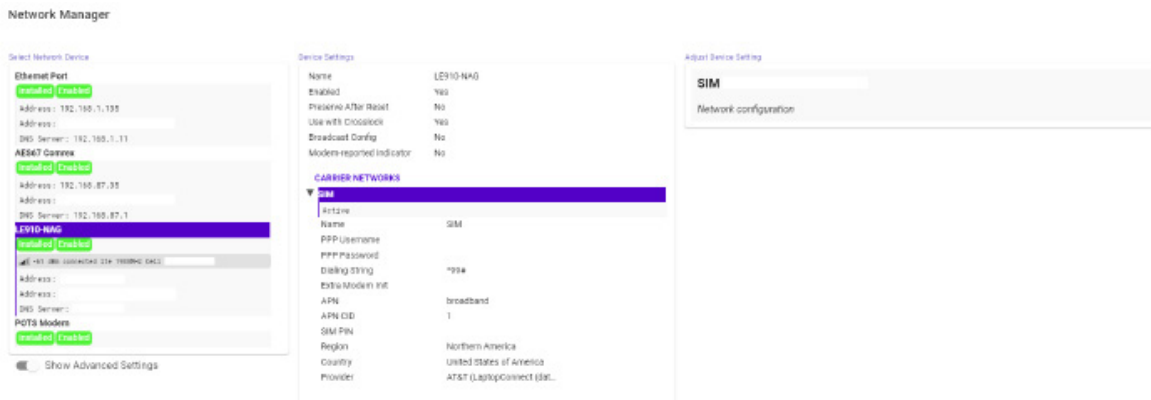 Network Manager
Select Network Device
Ethernet Port
Installed Enabled
Address: 192.168.1.135
Address:
DNS Server: 192.168.1.11
AES67 Comrex
Installed Enabled
Address: 192.168.87.35
Address:
DNS Server: 192.168.87.1
LE910-NAG
Installed Enabled
dBm connected lte 1900MHz Cell:
Address:
Address:
DNS Server:
POTS Modem
Installed Enabled
Show Advanced Settings
Device Settings
Name LE910-NAG
Enabled Yes
Preserve After Reset No
Use with Crosslock Yes
Broadcast Config No
Modem-reported Indicator No
CARRIER NETWORKS
SIM
Active
Name SIM
PPP Username
PPP Password
Dialing String *99#
Extra Modem Init
APN broadband
APN CID 1
SIM PIN
Region Northern America
Country United States of America
Provider AT&T (LaptopConnect (dat...
Adjust Device Setting
SIM
Network configuration